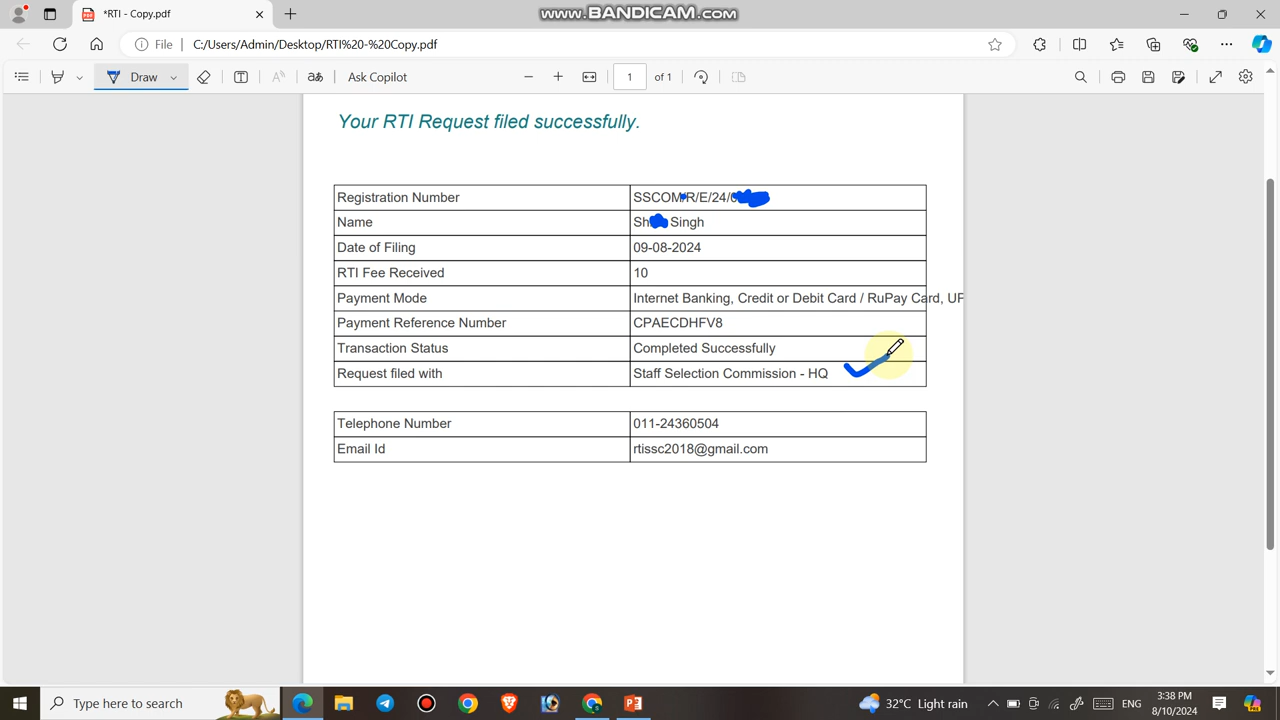 www.BANDICAM.com
*RTI - Copy.pdf
File C:/Users/Admin/Desktop/RTI%20-%20Copy.pdf
Draw
Ask Copilot
1 of 1
Your RTI Request filed successfully.
Registration Number SSCOM/R/E/24/
Name Sh Singh
Date of Filing 09-08-2024
RTI Fee Received 10
Payment Mode Internet Banking, Credit or Debit Card / RuPay Card, UP
Payment Reference Number CPAECDHFV8
Transaction Status Completed Successfully
Request filed with Staff Selection Commission - HQ
Telephone Number 011-24360504
Email Id rtissc2018@gmail.com
Type here to search
32°C Light rain
ENG
3:38 PM
8/10/2024